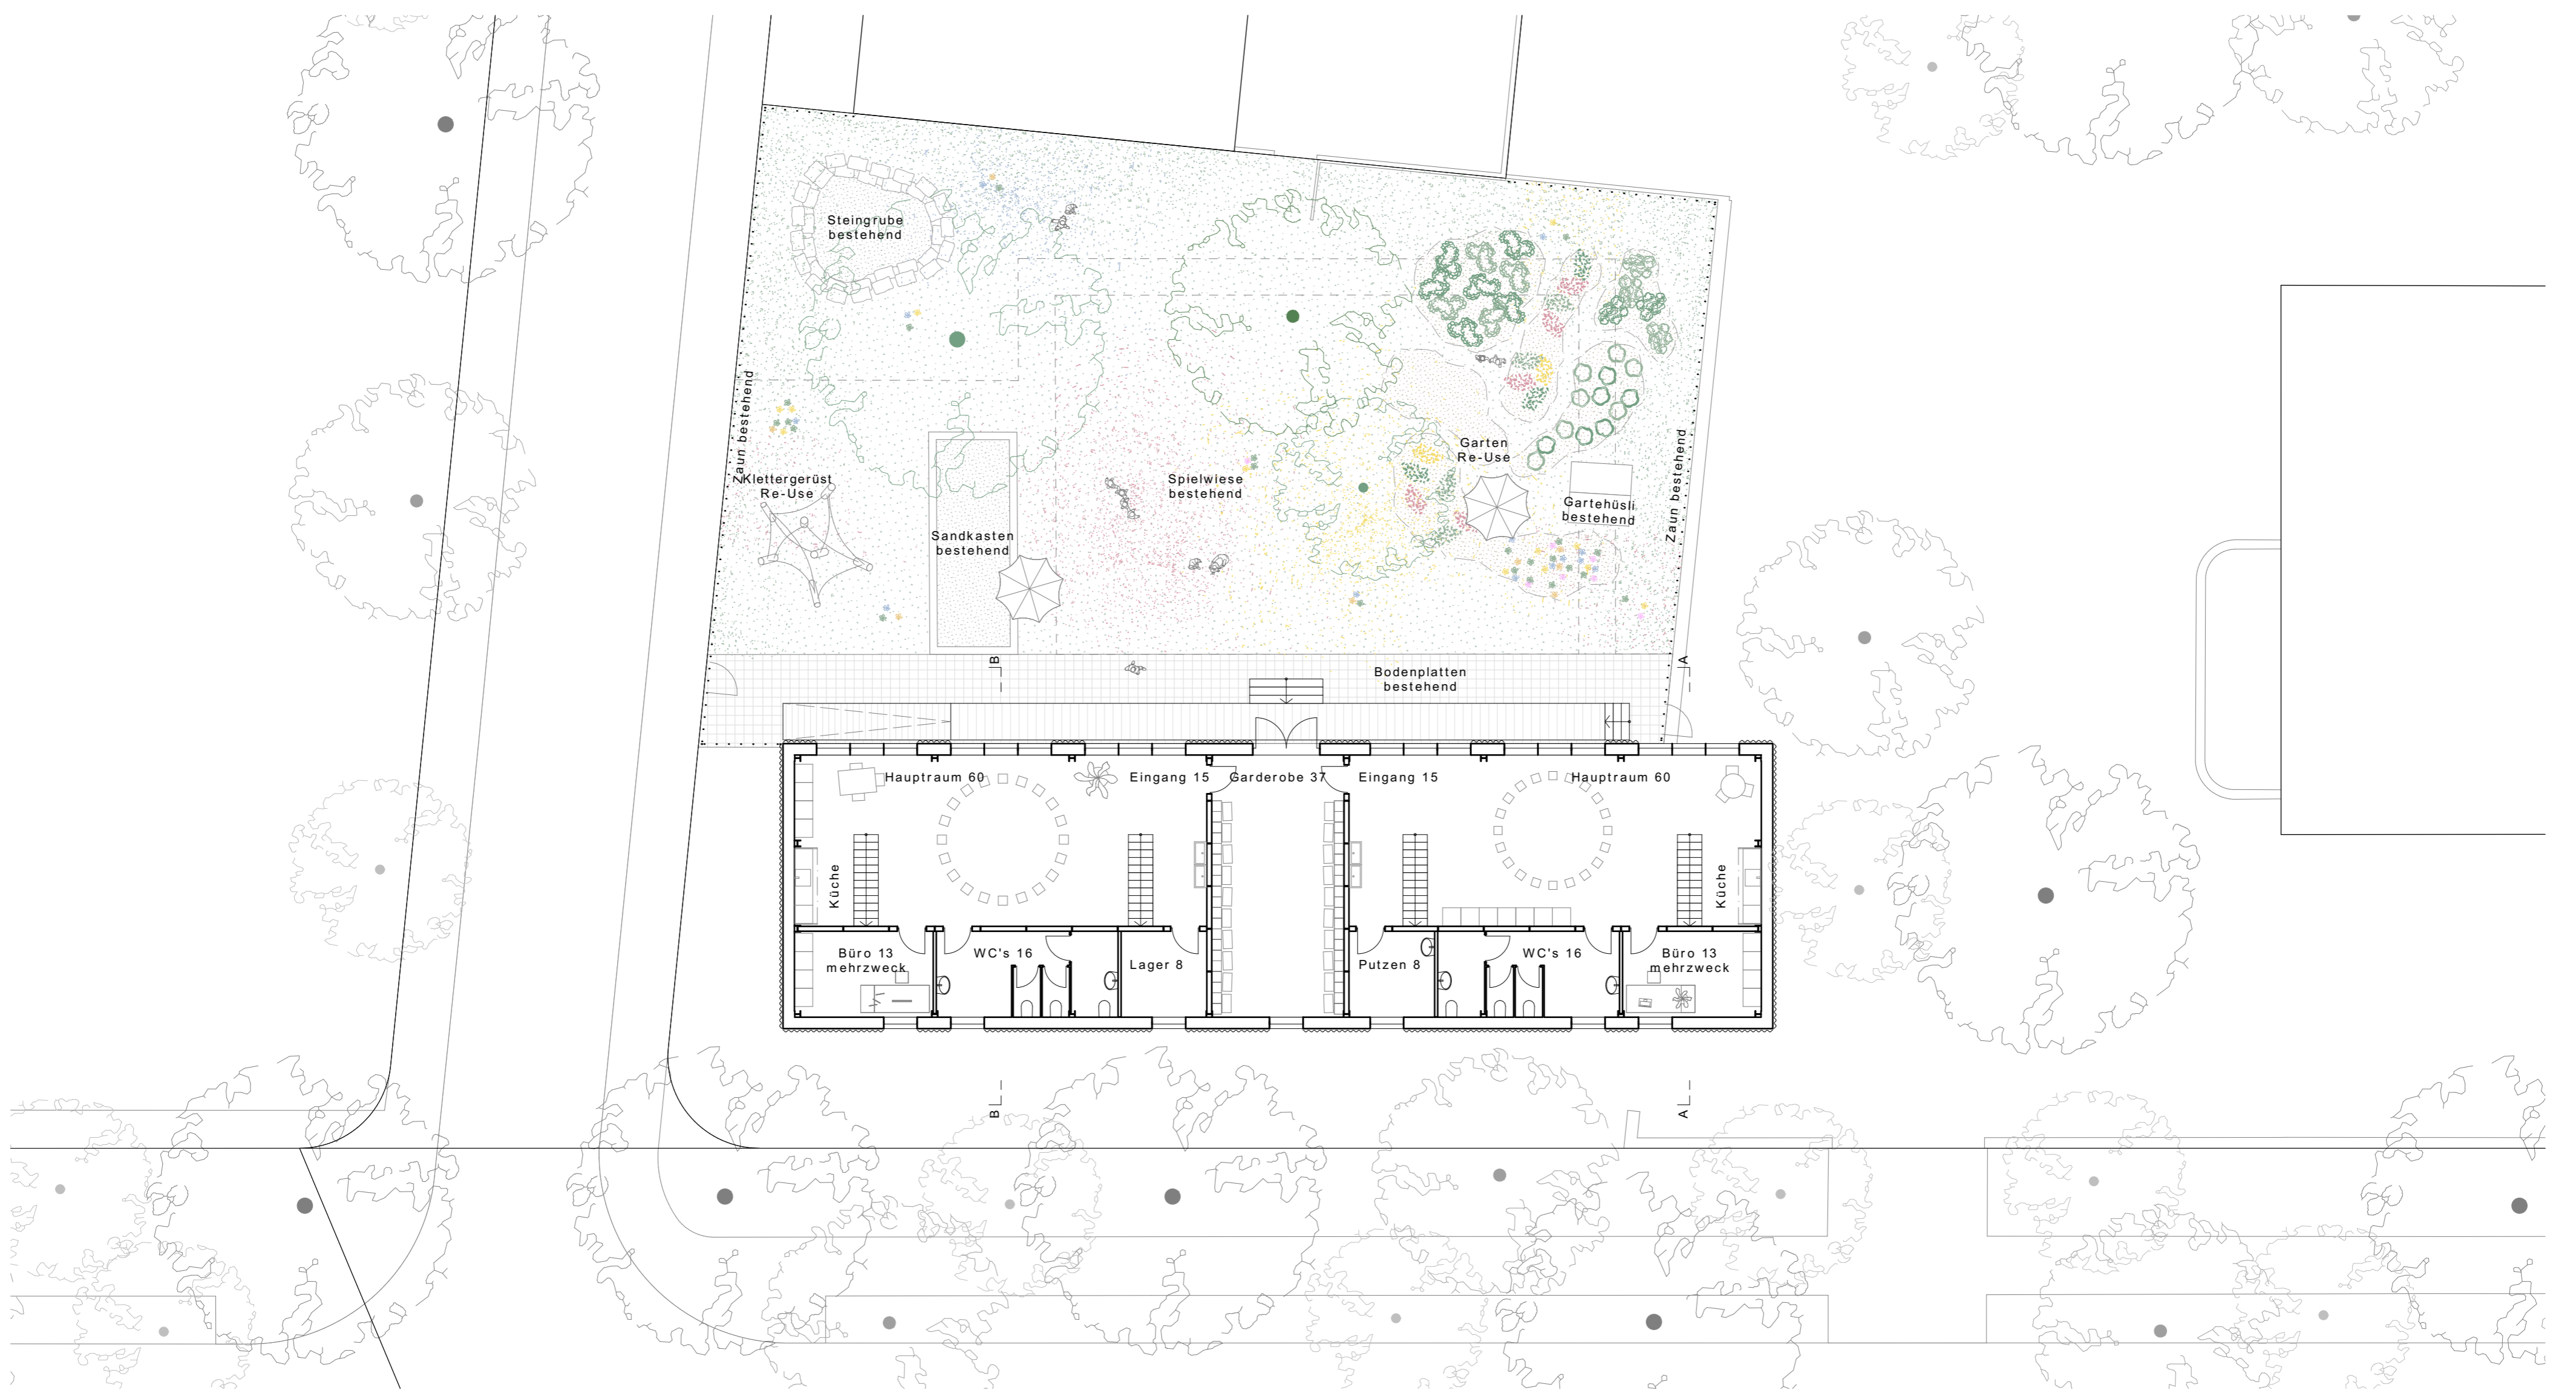 Steingrube
bestehend
Zaun bestehend
Klettergerüst
Re-Use
Sandkasten
bestehend
Spielwiese
bestehend
Garten
Re-Use
Gartehüsli
bestehend
Zaun bestehend
B
A
Bodenplatten
bestehend
Hauptraum 60
Eingang 15
Garderobe 37
Eingang 15
Hauptraum 60
Küche
Küche
Büro 13
mehrzweck
WC's 16
Lager 8
Putzen 8
WC's 16
Büro 13
mehrzweck
B
A